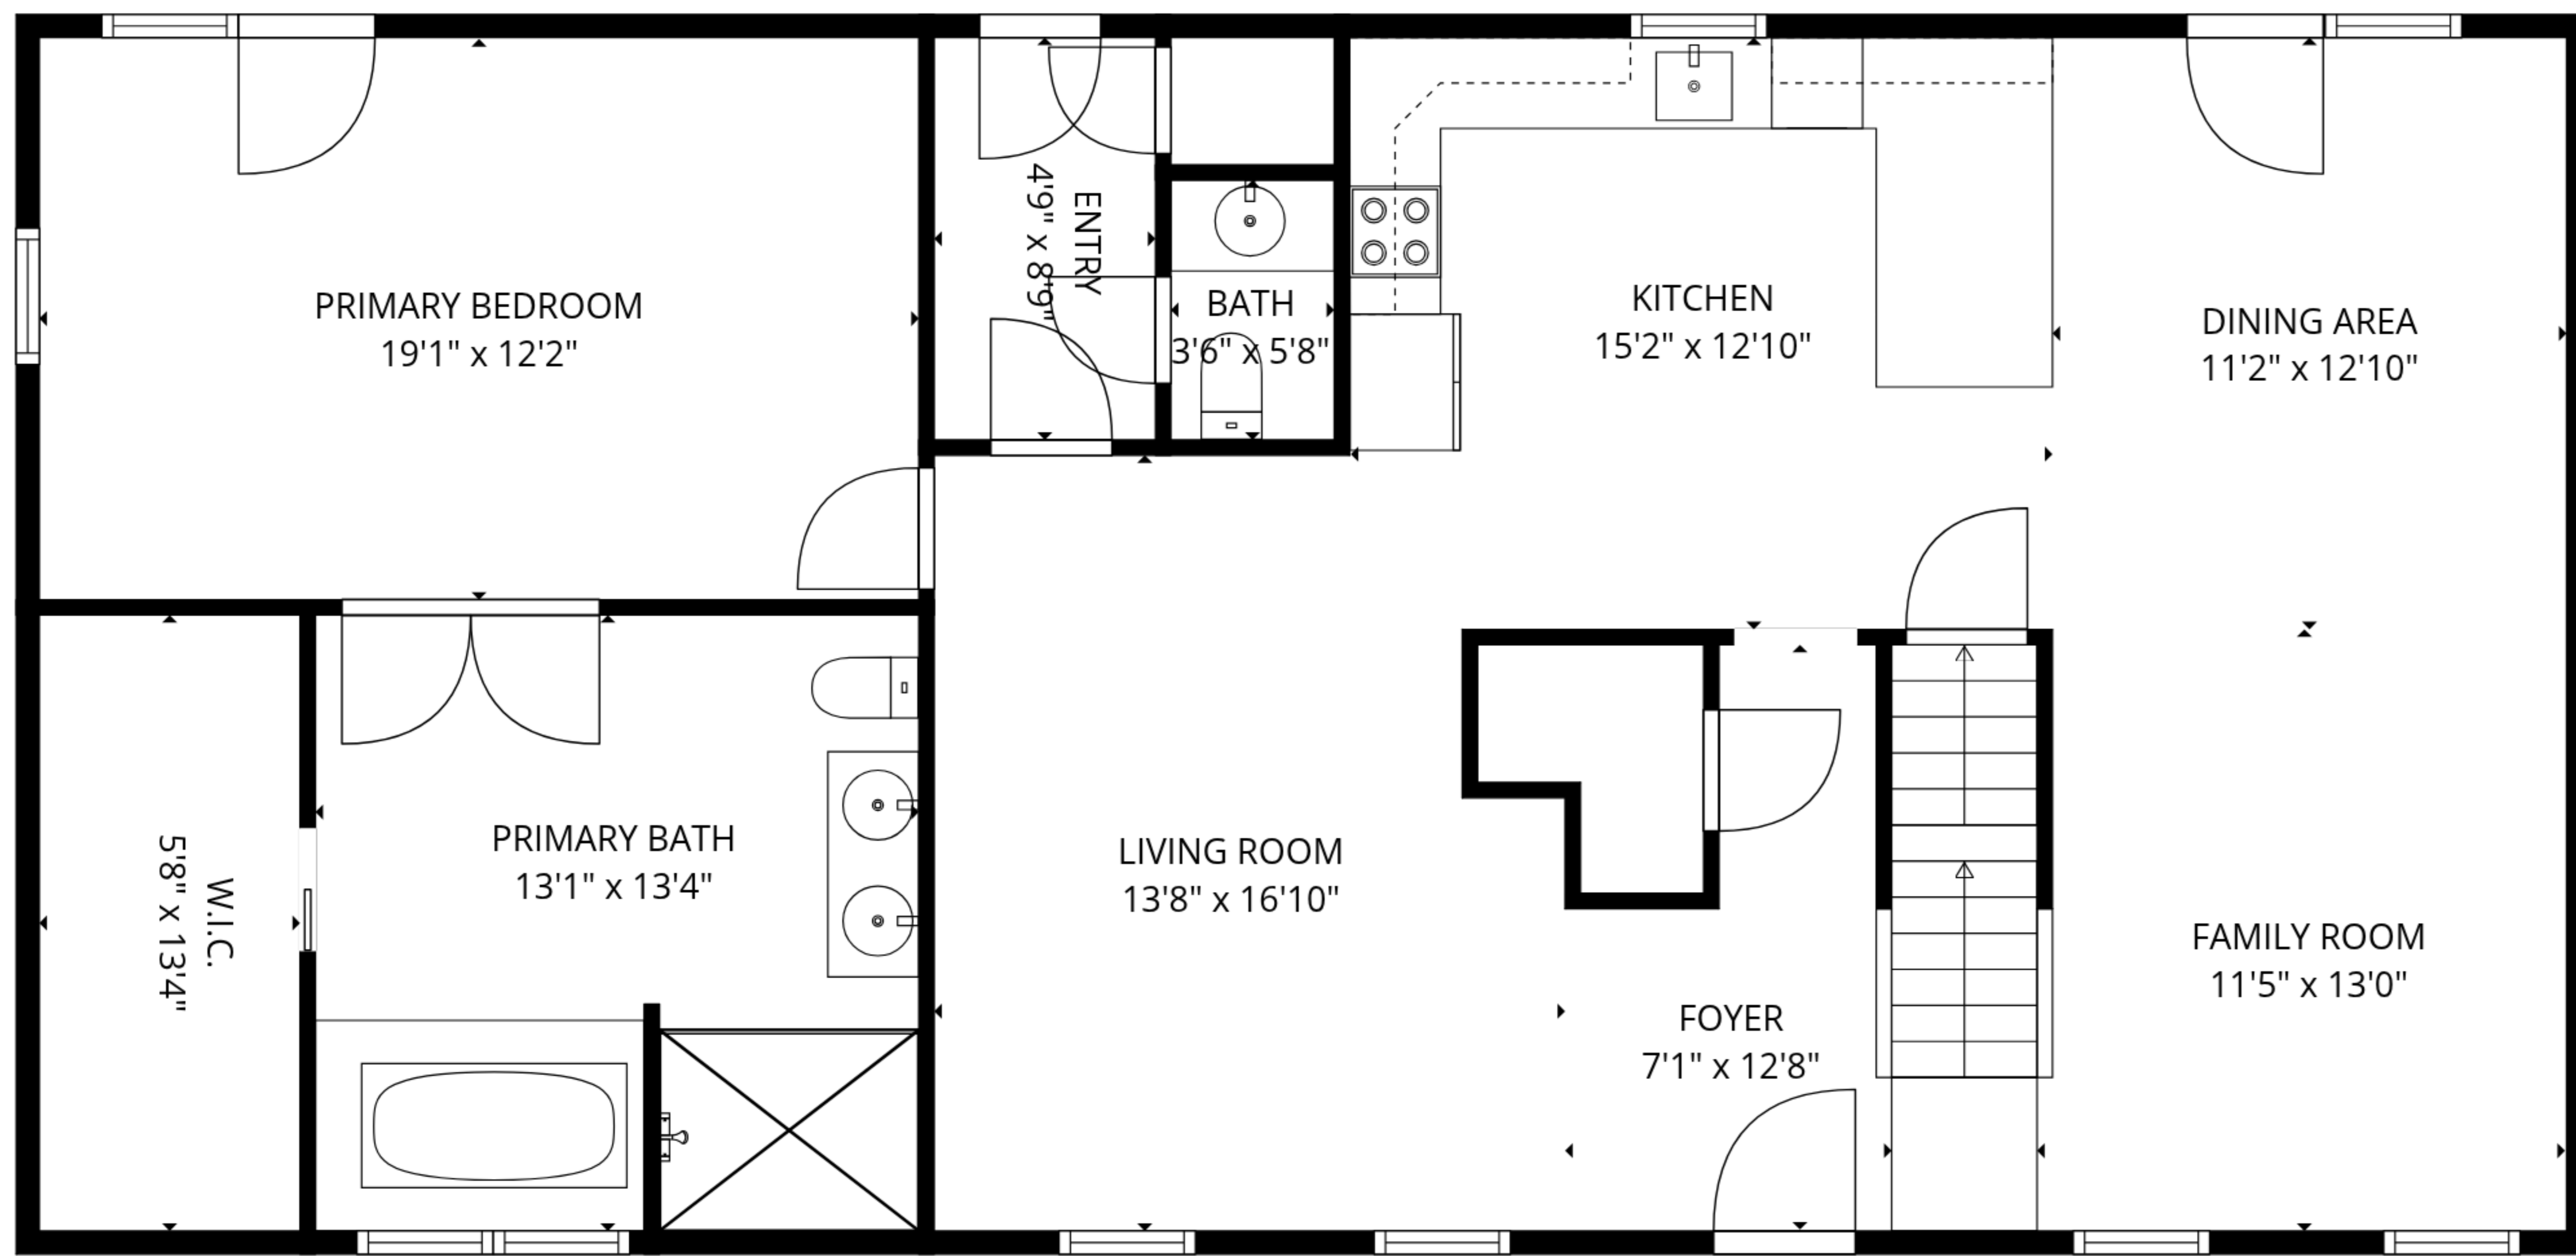 PRIMARY BEDROOM
19'1" x 12'2"
ENTRY
4'9" x 8'9"
BATH
3'6" x 5'8"
KITCHEN
15'2" x 12'10"
DINING AREA
11'2" x 12'10"
W.I.C.
5'8" x 13'4"
PRIMARY BATH
13'1" x 13'4"
LIVING ROOM
13'8" x 16'10"
FOYER
7'1" x 12'8"
FAMILY ROOM
11'5" x 13'0"